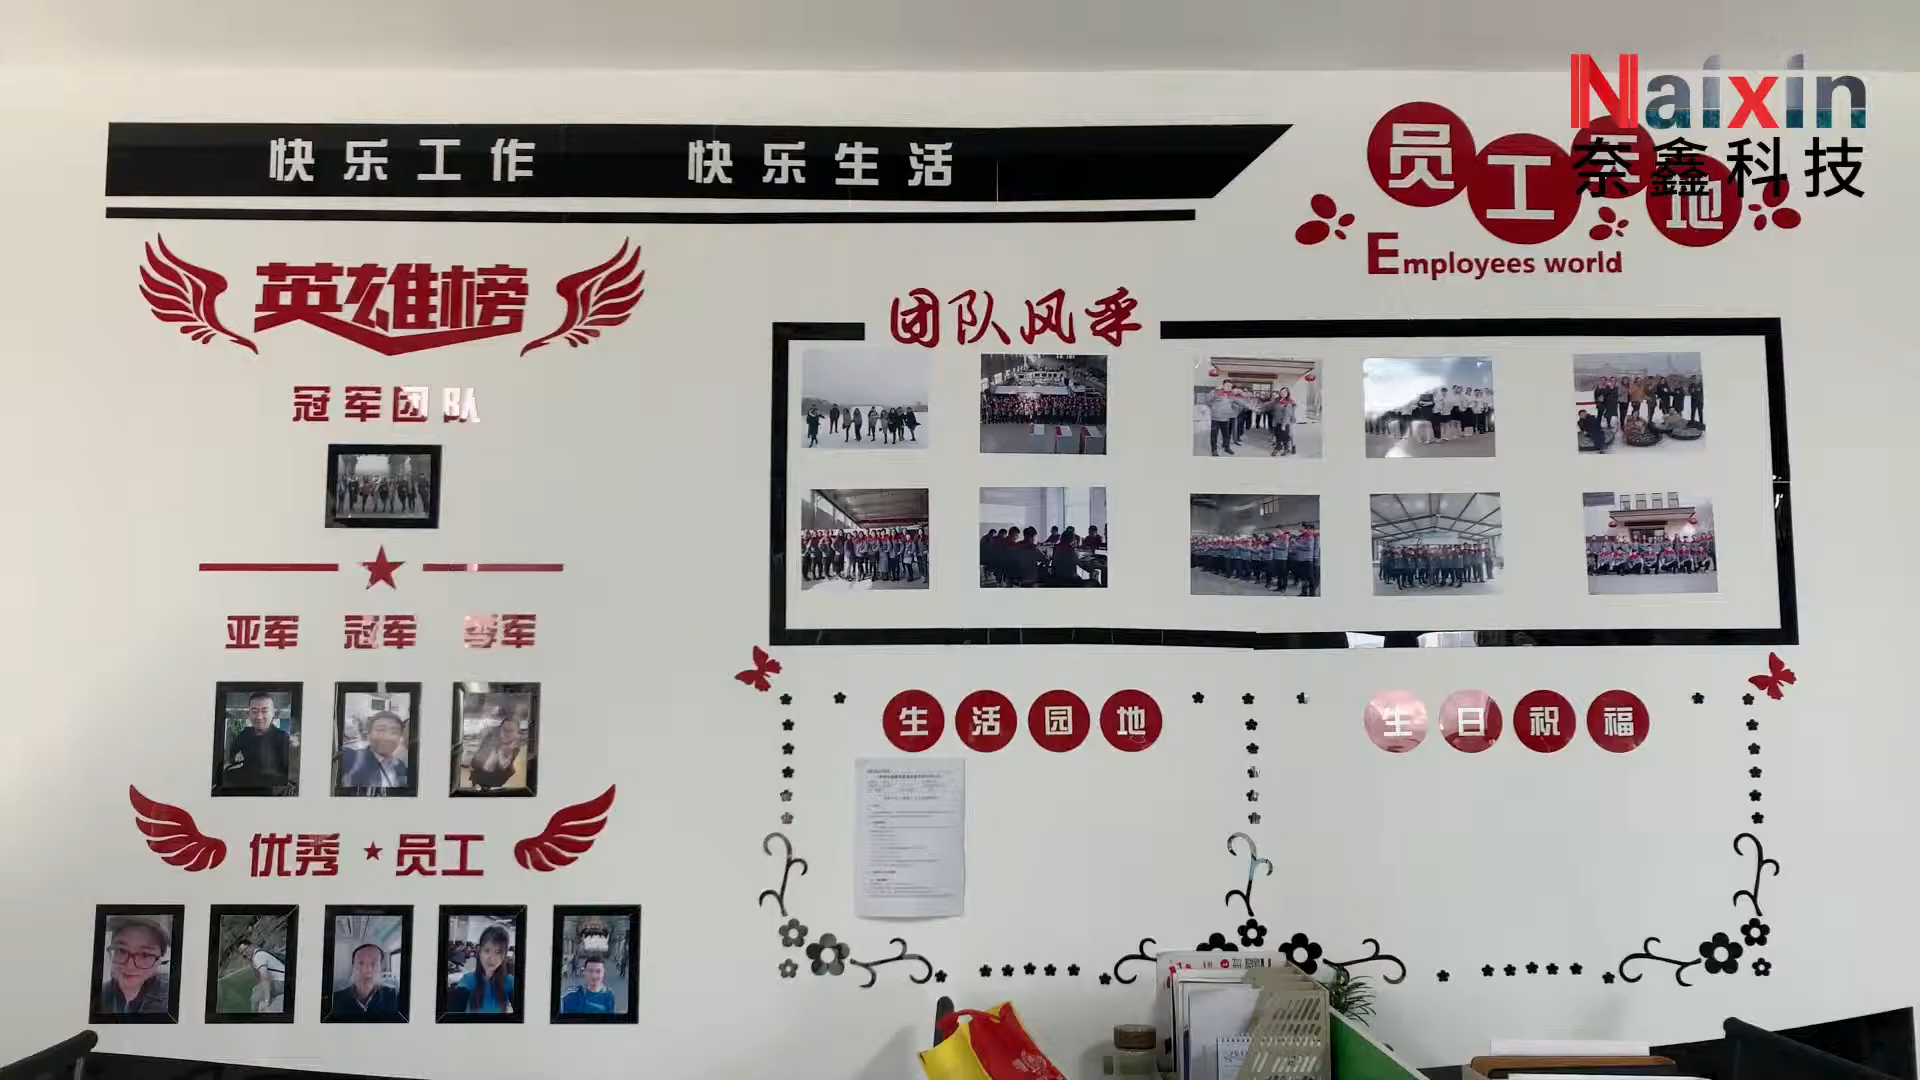 Naixin
奈鑫科技
快乐工作 快乐生活
员工天地
Employees world
英雄榜
团队风采
冠军团队
亚军 冠军 季军
生活园地
生日祝福
优秀★员工